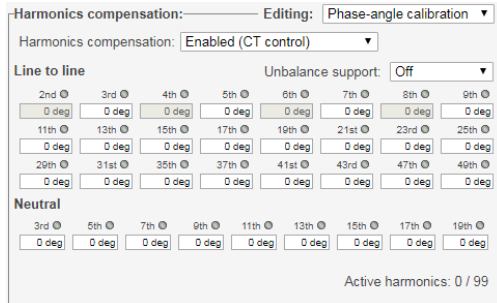 Harmonics compensation: Editing: Phase-angle calibration
Harmonics compensation: Enabled (CT control)
Line to line Unbalance support: Off
2nd 3rd 4th 5th 6th 7th 8th 9th
0 deg 0 deg 0 deg 0 deg 0 deg 0 deg 0 deg 0 deg
11th 13th 15th 17th 19th 21st 23rd 25th
0 deg 0 deg 0 deg 0 deg 0 deg 0 deg 0 deg 0 deg
29th 31st 35th 37th 41st 43rd 47th 49th
0 deg 0 deg 0 deg 0 deg 0 deg 0 deg 0 deg 0 deg
Neutral
3rd 5th 7th 9th 11th 13th 15th 17th 19th
0 deg 0 deg 0 deg 0 deg 0 deg 0 deg 0 deg 0 deg 0 deg
Active harmonics: 0 / 99